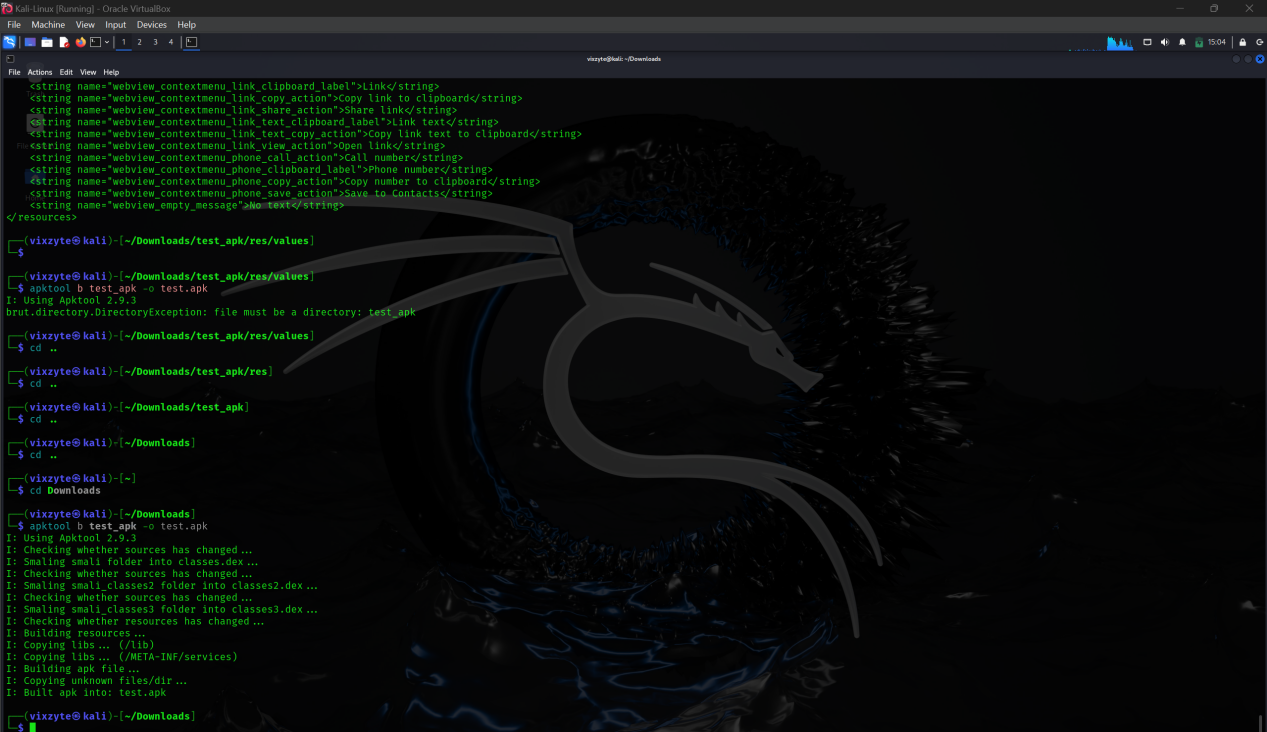 Kali-Linux [Running] - Oracle VirtualBox
File Machine View Input Devices Help
1 2 3 4 15:04
vixzyte@kali: ~/Downloads
File Actions Edit View Help
<string name="webview_contextmenu_link_clipboard_label">Link</string>
<string name="webview_contextmenu_link_copy_action">Copy link to clipboard</string>
<string name="webview_contextmenu_link_share_action">Share link</string>
<string name="webview_contextmenu_link_text_clipboard_label">Link text</string>
<string name="webview_contextmenu_link_text_copy_action">Copy link text to clipboard</string>
<string name="webview_contextmenu_link_view_action">Open link</string>
<string name="webview_contextmenu_phone_call_action">Call number</string>
<string name="webview_contextmenu_phone_clipboard_label">Phone number</string>
<string name="webview_contextmenu_phone_copy_action">Copy number to clipboard</string>
<string name="webview_contextmenu_phone_save_action">Save to Contacts</string>
<string name="webview_empty_message">No text</string>
</resources>
┌──(vixzyte㉿kali)-[~/Downloads/test_apk/res/values]
└─$
┌──(vixzyte㉿kali)-[~/Downloads/test_apk/res/values]
└─$ apktool b test_apk -o test.apk
I: Using Apktool 2.9.3
brut.directory.DirectoryException: file must be a directory: test_apk
┌──(vixzyte㉿kali)-[~/Downloads/test_apk/res/values]
└─$ cd ..
┌──(vixzyte㉿kali)-[~/Downloads/test_apk/res]
└─$ cd ..
┌──(vixzyte㉿kali)-[~/Downloads/test_apk]
└─$ cd ..
┌──(vixzyte㉿kali)-[~/Downloads]
└─$ cd ..
┌──(vixzyte㉿kali)-[~]
└─$ cd Downloads
┌──(vixzyte㉿kali)-[~/Downloads]
└─$ apktool b test_apk -o test.apk
I: Using Apktool 2.9.3
I: Checking whether sources has changed...
I: Smaling smali folder into classes.dex...
I: Checking whether sources has changed...
I: Smaling smali_classes2 folder into classes2.dex...
I: Checking whether sources has changed...
I: Smaling smali_classes3 folder into classes3.dex...
I: Checking whether resources has changed...
I: Building resources...
I: Copying libs... (/lib)
I: Copying libs... (/META-INF/services)
I: Building apk file...
I: Copying unknown files/dir...
I: Built apk into: test.apk
┌──(vixzyte㉿kali)-[~/Downloads]
└─$